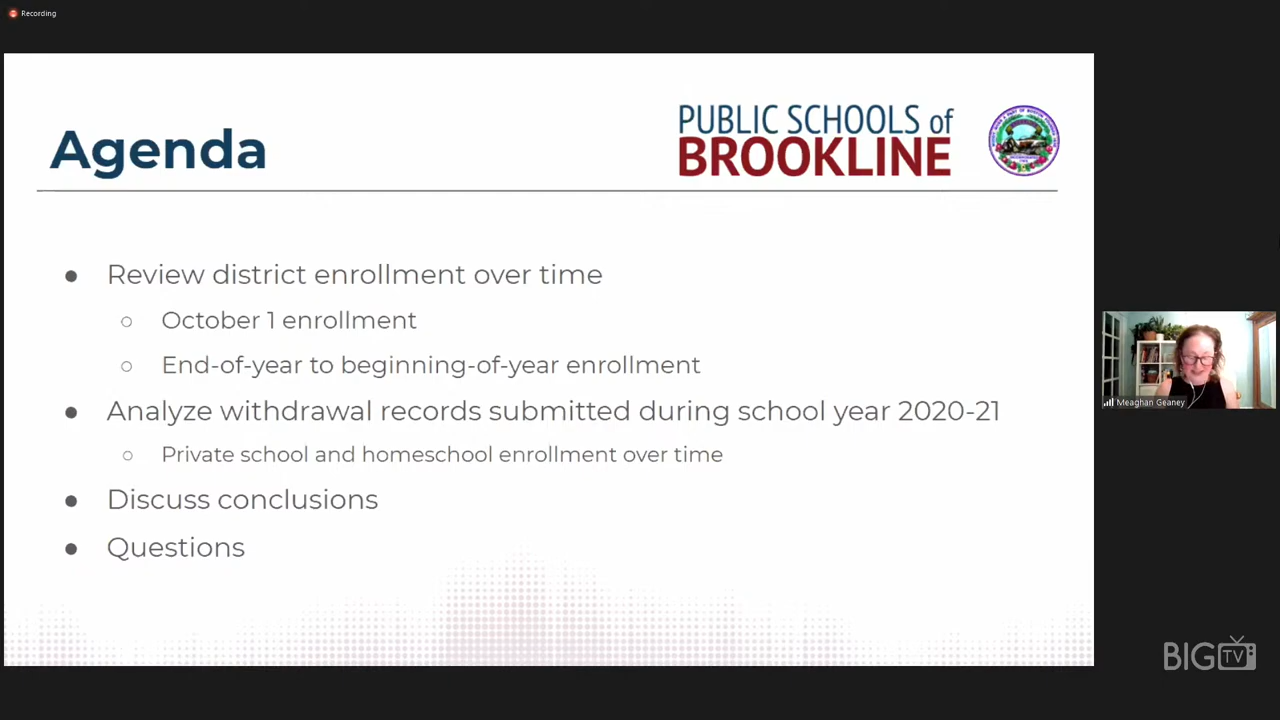 Recording
Agenda
PUBLIC SCHOOLS of
BROOKLINE
● Review district enrollment over time
○ October 1 enrollment
○ End-of-year to beginning-of-year enrollment
● Analyze withdrawal records submitted during school year 2020-21
○ Private school and homeschool enrollment over time
● Discuss conclusions
● Questions
Meaghan Geaney
BIG TV